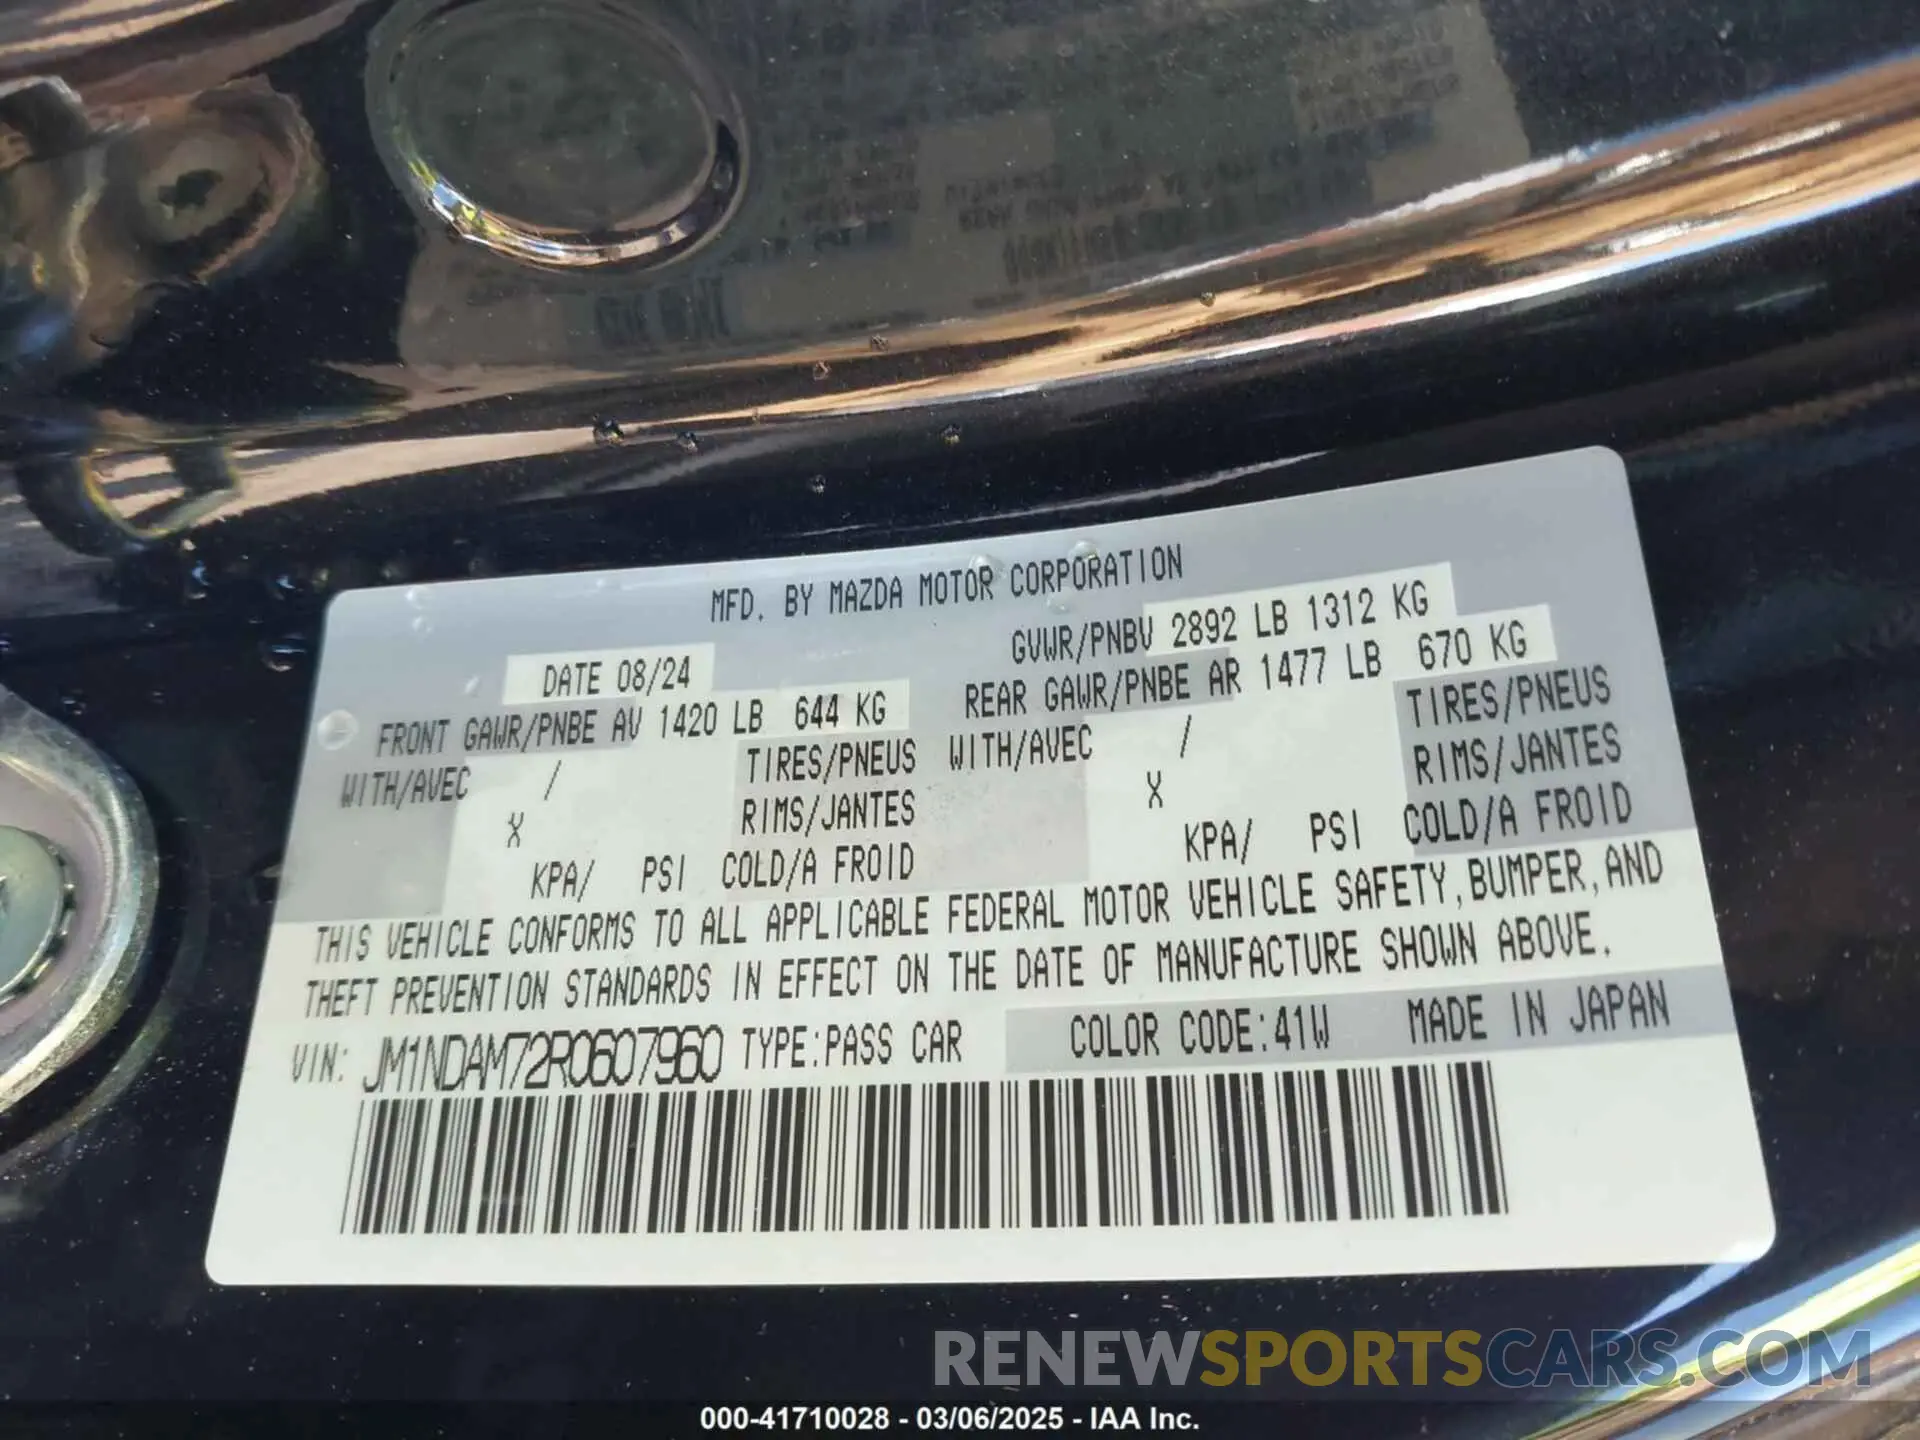 MFD. BY MAZDA MOTOR CORPORATION
DATE 08/24
GVWR/PNBV 2892 LB 1312 KG
FRONT GAWR/PNBE AV 1420 LB 644 KG
REAR GAWR/PNBE AR 1477 LB 670 KG
WITH/AVEC / TIRES/PNEUS
WITH/AVEC / TIRES/PNEUS
X RIMS/JANTES
X RIMS/JANTES
KPA/ PSI COLD/A FROID
KPA/ PSI COLD/A FROID
THIS VEHICLE CONFORMS TO ALL APPLICABLE FEDERAL MOTOR VEHICLE SAFETY, BUMPER, AND
THEFT PREVENTION STANDARDS IN EFFECT ON THE DATE OF MANUFACTURE SHOWN ABOVE.
VIN: JM1NDAM72R0607960 TYPE:PASS CAR COLOR CODE:41W MADE IN JAPAN
RENEWSPORTSCARS.COM
000-41710028 - 03/06/2025 - IAA Inc.